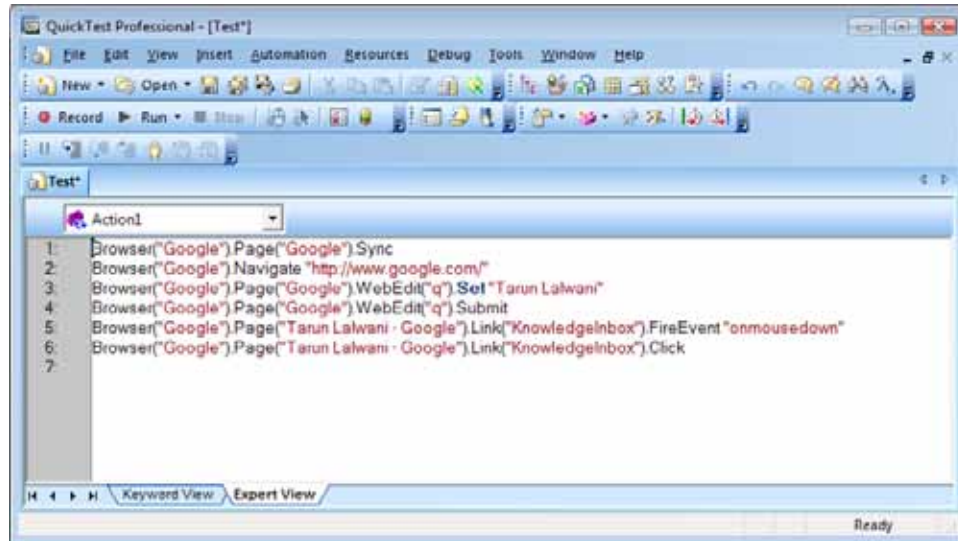 QuickTest Professional - [Test*]
File Edit View Insert Automation Resources Debug Tools Window Help
New Open
Record Run Stop
Test*
Action1
1: Browser("Google").Page("Google").Sync
2: Browser("Google").Navigate "http://www.google.com/"
3: Browser("Google").Page("Google").WebEdit("q").Set "Tarun Lalwani"
4: Browser("Google").Page("Google").WebEdit("q").Submit
5: Browser("Google").Page("Tarun Lalwani - Google").Link("KnowledgeInbox").FireEvent "onmousedown"
6: Browser("Google").Page("Tarun Lalwani - Google").Link("KnowledgeInbox").Click
7:
Keyword View Expert View
Ready